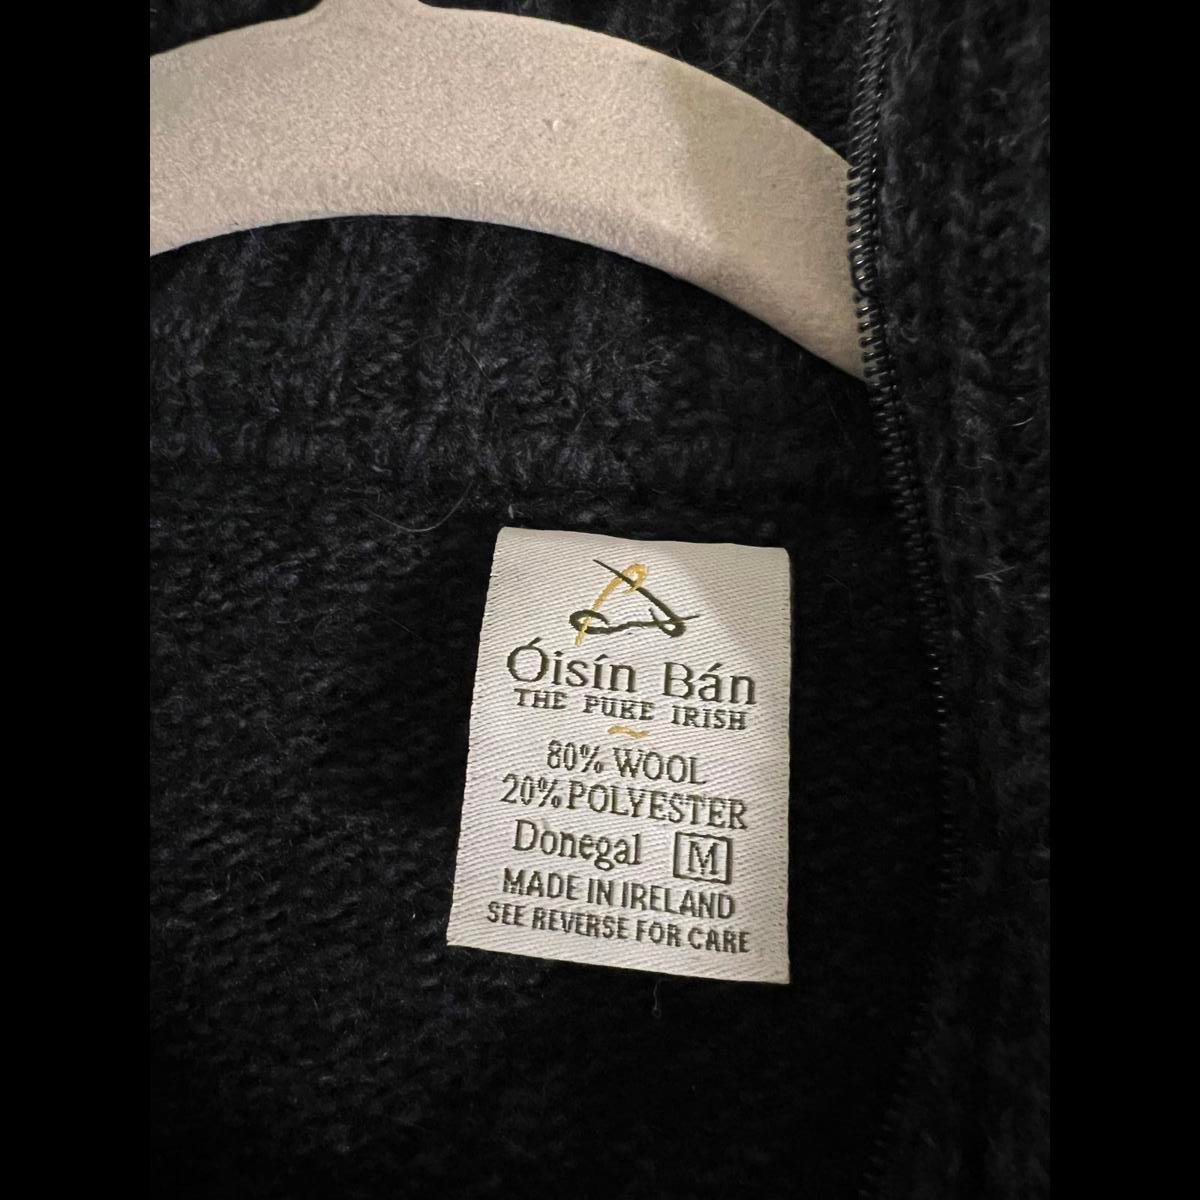 Óisín Bán
THE PURE IRISH
80% WOOL
20% POLYESTER
Donegal M
MADE IN IRELAND
SEE REVERSE FOR CARE